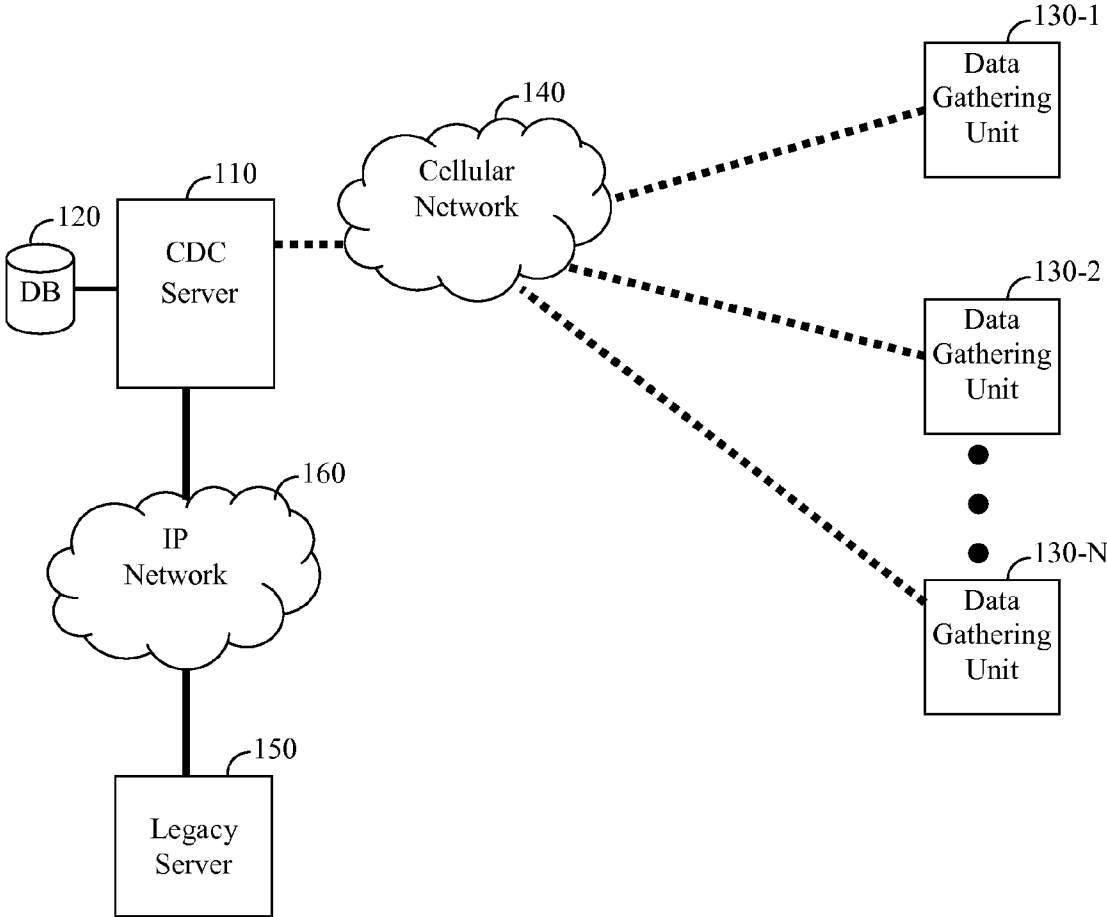 130-1
Data
Gathering
Unit
140
Cellular
Network
110
CDC
Server
120
DB
130-2
Data
Gathering
Unit
160
IP
Network
130-N
Data
Gathering
Unit
150
Legacy
Server